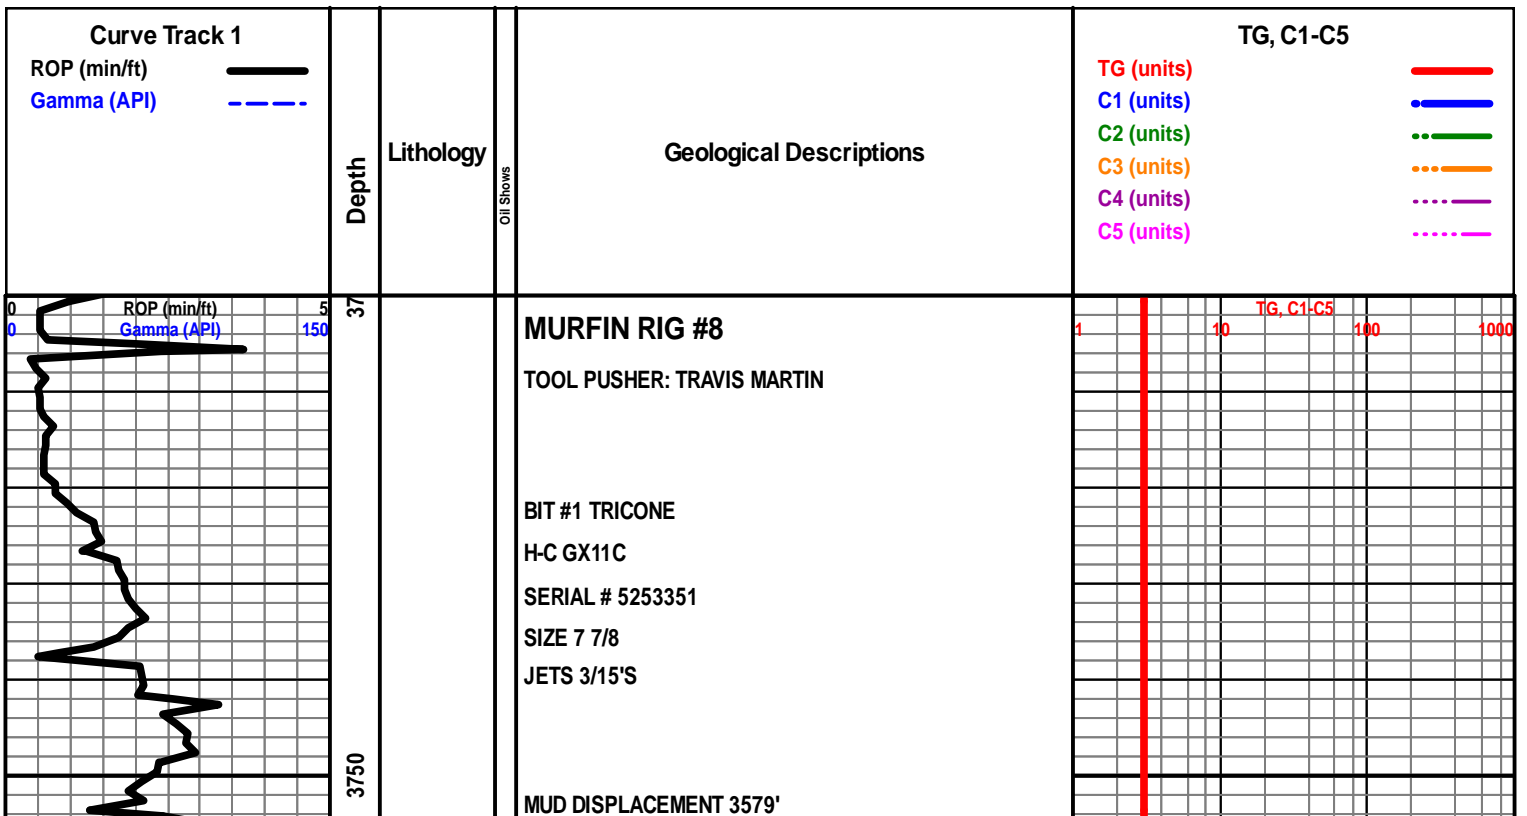 Curve Track 1
ROP (min/ft)
Gamma (API)
Depth
Lithology
Oil Shows
Geological Descriptions
TG, C1-C5
TG (units)
C1 (units)
C2 (units)
C3 (units)
C4 (units)
C5 (units)
0 ROP (min/ft) 5
0 Gamma (API) 150
37
TG, C1-C5
1 10 100 1000
MURFIN RIG #8
TOOL PUSHER: TRAVIS MARTIN
BIT #1 TRICONE
H-C GX11C
SERIAL # 5253351
SIZE 7 7/8
JETS 3/15'S
3750
MUD DISPLACEMENT 3579'